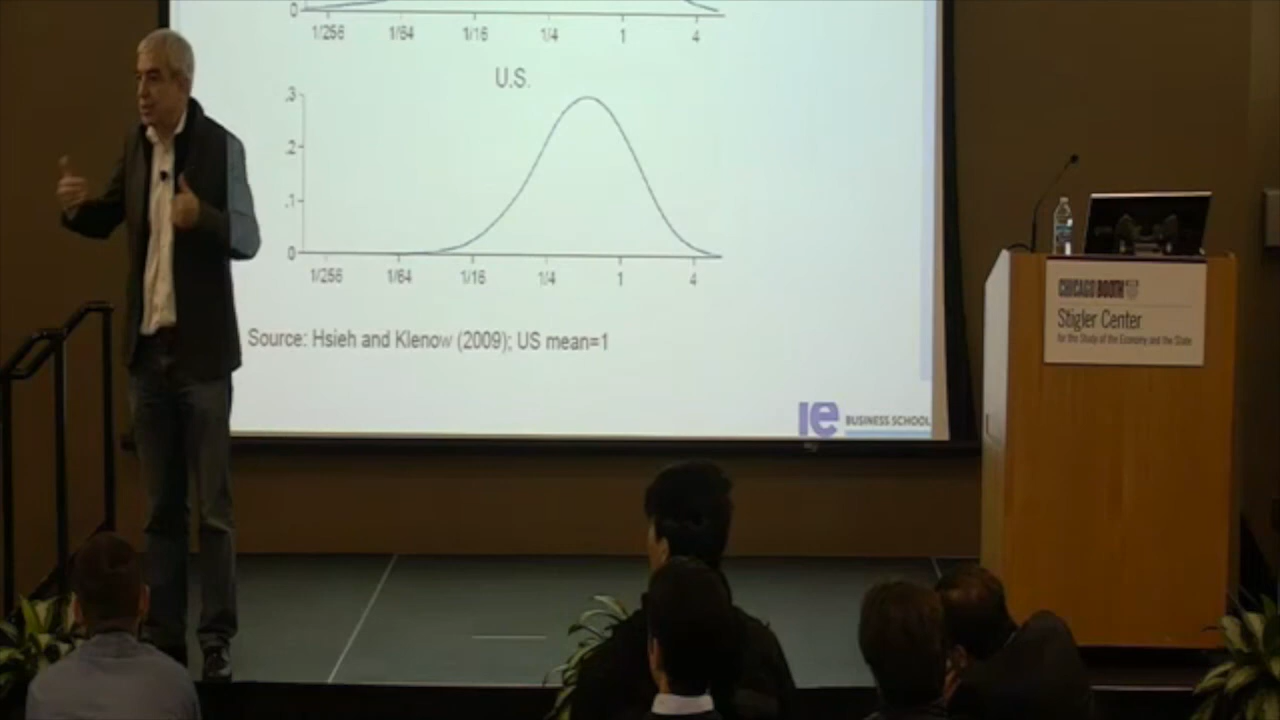 0
1/256 1/64 1/16 1/4 1 4
U.S.
.3
.2
.1
0
1/256 1/64 1/16 1/4 1 4
Source: Hsieh and Klenow (2009); US mean=1
ie BUSINESS SCHOOL
CHICAGO BOOTH
Stigler Center
for the Study of the Economy and the State